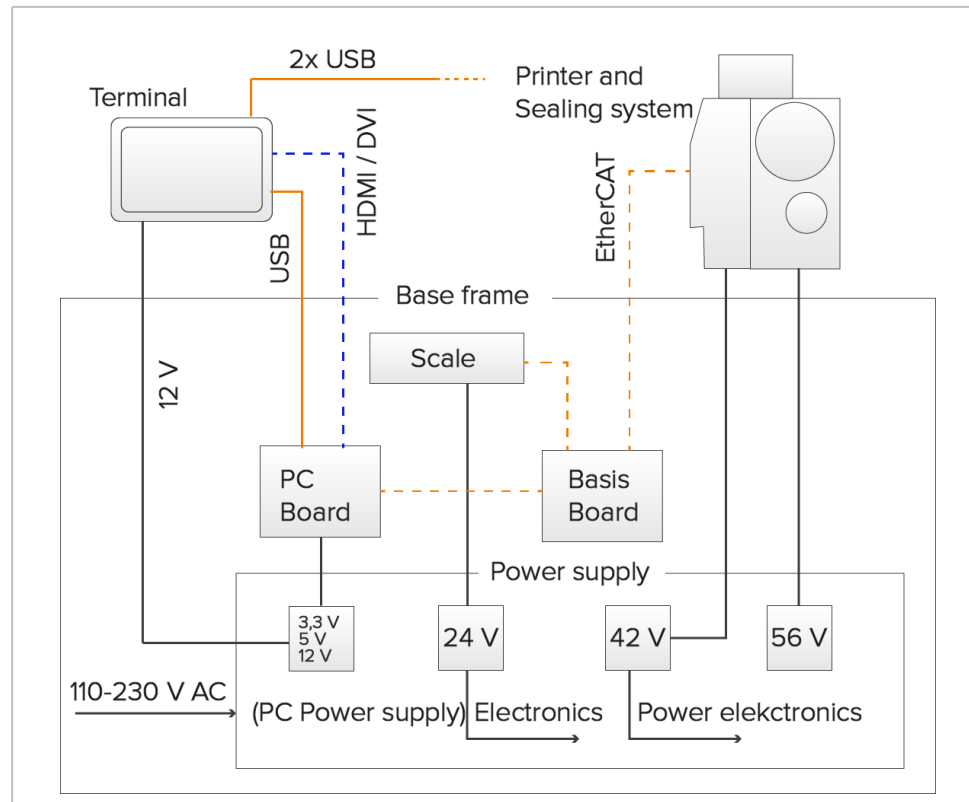 2x USB
Terminal
Printer and
Sealing system
HDMI / DVI
EtherCAT
USB
Base frame
12 V
Scale
PC
Board
Basis
Board
Power supply
3,3 V
5 V
12 V
24 V
42 V
56 V
110-230 V AC
(PC Power supply)
Electronics
Power elekctronics